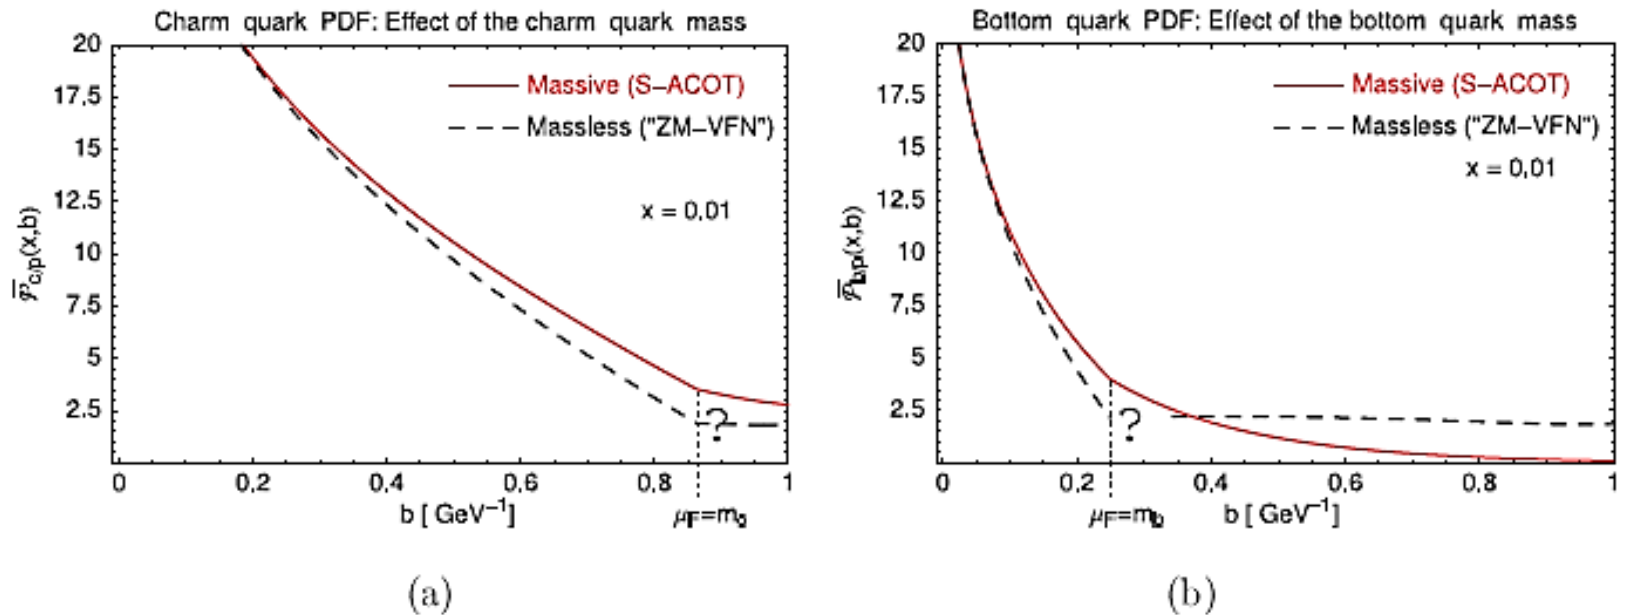 Charm quark PDF: Effect of the charm quark mass
20
17.5
15
12.5
10
7.5
5
2.5
P̅c/p(x,b)
Massive (S-ACOT)
Massless ("ZM-VFN")
x = 0,01
?
0 0.2 0.4 0.6 0.8 1
b [ GeV⁻¹]
μF=mc
(a)
Bottom quark PDF: Effect of the bottom quark mass
20
17.5
15
12.5
10
7.5
5
2.5
P̅b/p(x,b)
Massive (S-ACOT)
Massless ("ZM-VFN")
x = 0,01
?
0 0.2 0.4 0.6 0.8 1
μF=mb
b [ GeV⁻¹]
(b)